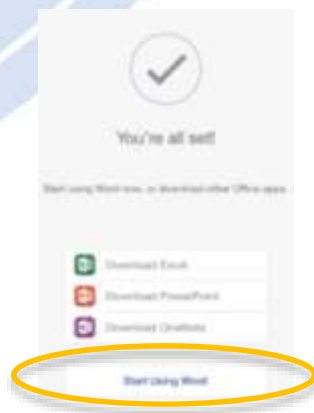 You're all set!
Start using Word now, or download other Office apps.
Download Excel
Download PowerPoint
Download OneNote
Start Using Word